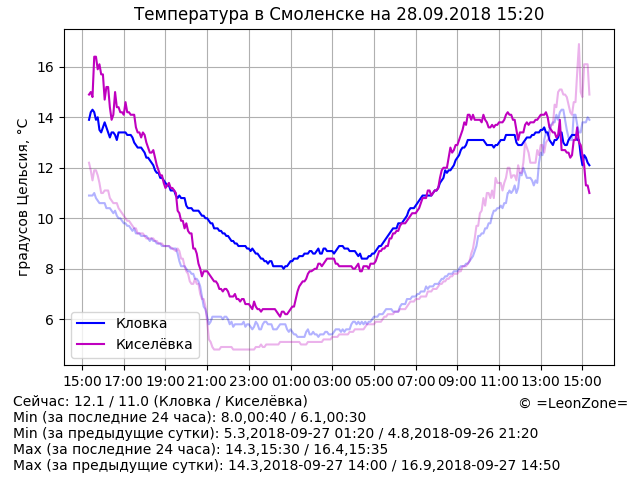 Температура в Смоленске на 28.09.2018 15:20
градусов Цельсия, °C
16
14
12
10
8
6
Кловка
Киселёвка
15:00 17:00 19:00 21:00 23:00 01:00 03:00 05:00 07:00 09:00 11:00 13:00 15:00
Сейчас: 12.1 / 11.0 (Кловка / Киселёвка)
© =LeonZone=
Min (за последние 24 часа): 8.0,00:40 / 6.1,00:30
Min (за предыдущие сутки): 5.3,2018-09-27 01:20 / 4.8,2018-09-26 21:20
Max (за последние 24 часа): 14.3,15:30 / 16.4,15:35
Max (за предыдущие сутки): 14.3,2018-09-27 14:00 / 16.9,2018-09-27 14:50